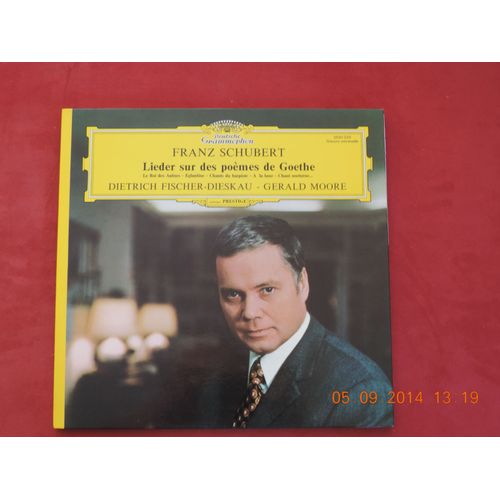 Deutsche
Grammophon
FRANZ SCHUBERT
Lieder sur des poèmes de Goethe
Le Roi des Aulnes - Églantine - Chants du harpiste - A la lune - Chant nocturne...
DIETRICH FISCHER-DIESKAU - GERALD MOORE
PRESTIGE
05.09.2014 13:19